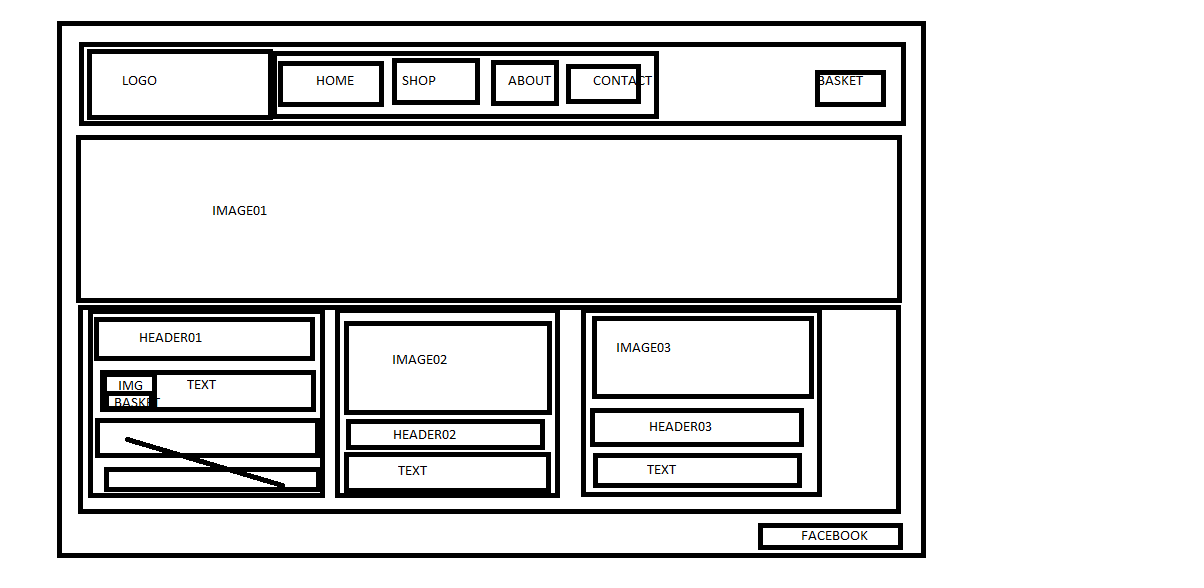 LOGO
HOME
SHOP
ABOUT
CONTACT
BASKET
IMAGE01
HEADER01
IMG
TEXT
BASKET
IMAGE02
HEADER02
TEXT
IMAGE03
HEADER03
TEXT
FACEBOOK